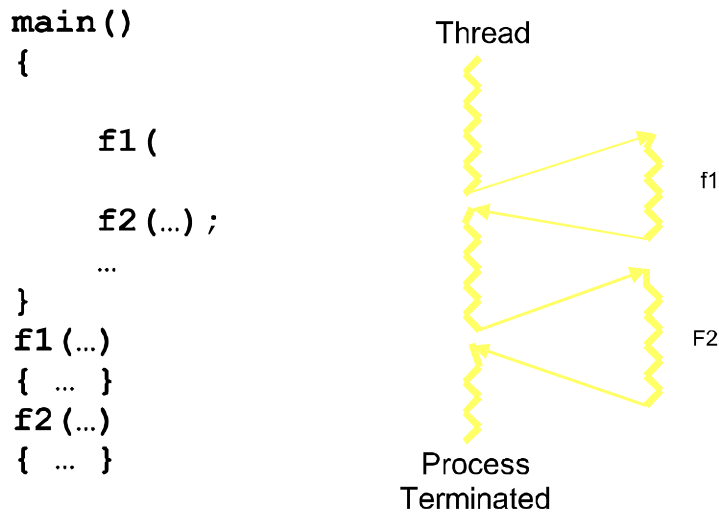 main()
{
f1(
f2(…);
…
}
f1(…)
{ … }
f2(…)
{ … }
Thread
f1
F2
Process
Terminated